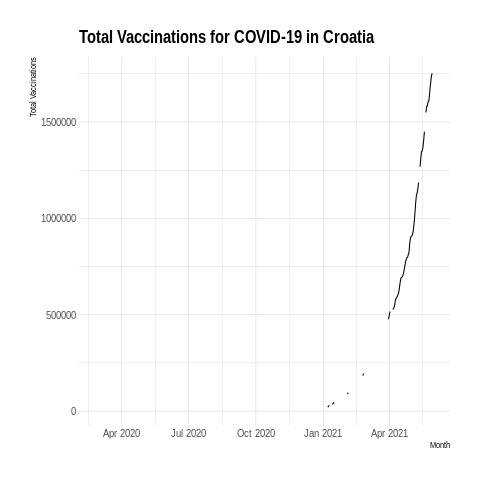 Total Vaccinations for COVID-19 in Croatia
Total Vaccinations
1500000
1000000
500000
0
Apr 2020 Jul 2020 Oct 2020 Jan 2021 Apr 2021
Month